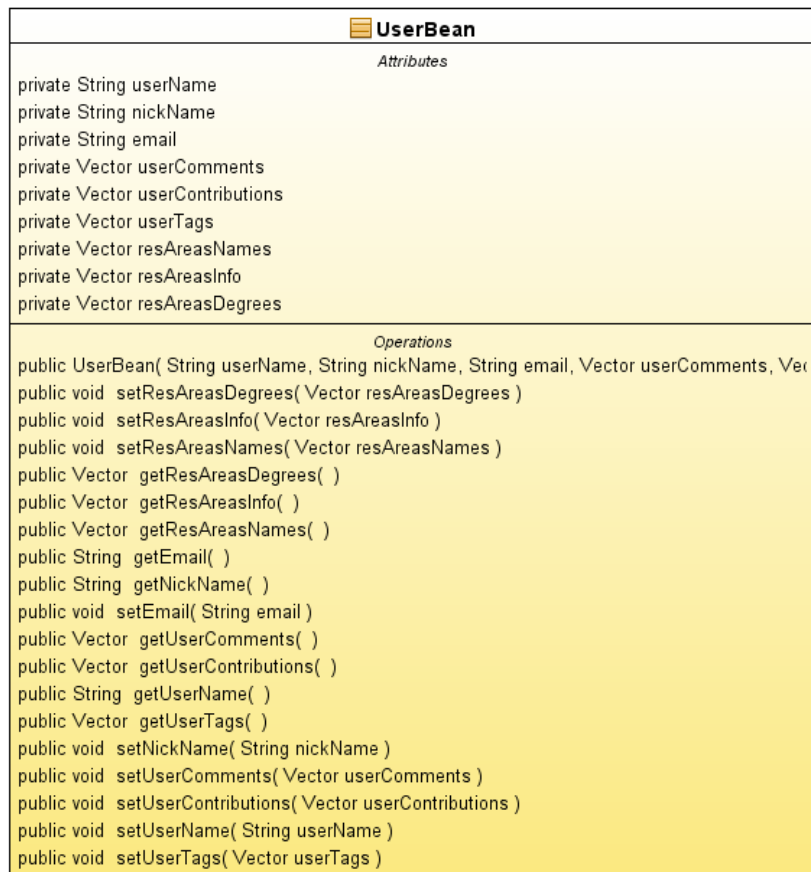 UserBean
Attributes
private String userName
private String nickName
private String email
private Vector userComments
private Vector userContributions
private Vector userTags
private Vector resAreasNames
private Vector resAreasInfo
private Vector resAreasDegrees
Operations
public UserBean( String userName, String nickName, String email, Vector userComments,
public void setResAreasDegrees( Vector resAreasDegrees )
public void setResAreasInfo( Vector resAreasInfo )
public void setResAreasNames( Vector resAreasNames )
public Vector getResAreasDegrees( )
public Vector getResAreasInfo( )
public Vector getResAreasNames( )
public String getEmail( )
public String getNickName( )
public void setEmail( String email )
public Vector getUserComments( )
public Vector getUserContributions( )
public String getUserName( )
public Vector getUserTags( )
public void setNickName( String nickName )
public void setUserComments( Vector userComments )
public void setUserContributions( Vector userContributions )
public void setUserName( String userName )
public void setUserTags( Vector userTags )